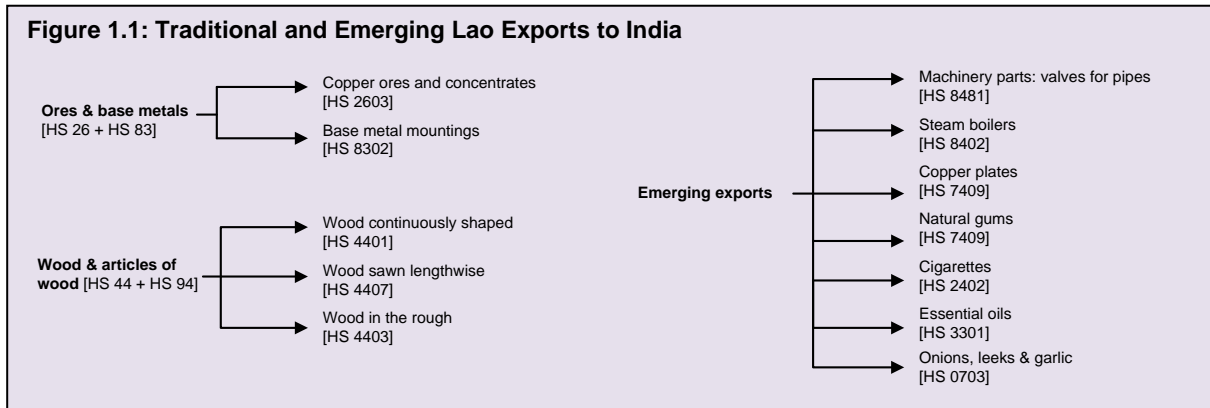 Figure 1.1: Traditional and Emerging Lao Exports to India
Ores & base metals
[HS 26 + HS 83]
Copper ores and concentrates
[HS 2603]
Base metal mountings
[HS 8302]
Wood & articles of
wood [HS 44 + HS 94]
Wood continuously shaped
[HS 4401]
Wood sawn lengthwise
[HS 4407]
Wood in the rough
[HS 4403]
Emerging exports
Machinery parts: valves for pipes
[HS 8481]
Steam boilers
[HS 8402]
Copper plates
[HS 7409]
Natural gums
[HS 7409]
Cigarettes
[HS 2402]
Essential oils
[HS 3301]
Onions, leeks & garlic
[HS 0703]